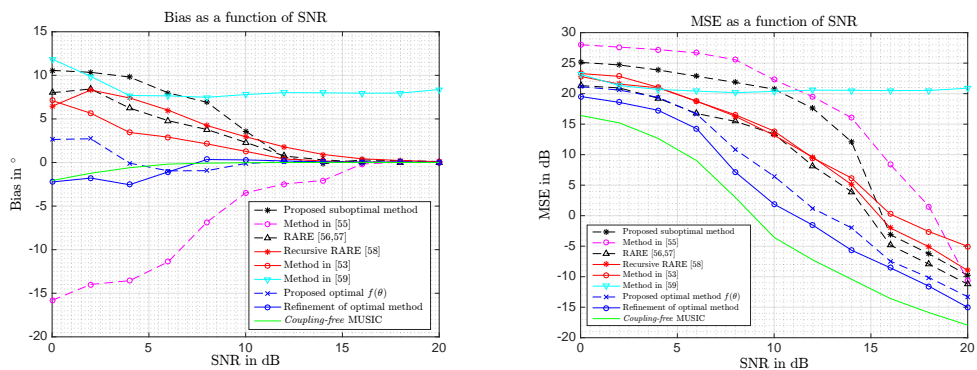 Bias as a function of SNR
15
10
5
0
-5
-10
-15
-20
Bias in °
0
5
10
15
20
SNR in dB
Proposed suboptimal method
Method in [55]
RARE [56,57]
Recursive RARE [58]
Method in [53]
Method in [59]
Proposed optimal f(θ)
Refinement of optimal method
Coupling-free MUSIC
MSE as a function of SNR
30
25
20
15
10
5
0
-5
-10
-15
-20
MSE in dB
0
5
10
15
20
SNR in dB
Proposed suboptimal method
Method in [55]
RARE [56,57]
Recursive RARE [58]
Method in [53]
Method in [59]
Proposed optimal method f(θ)
Refinement of optimal method
Coupling-free MUSIC